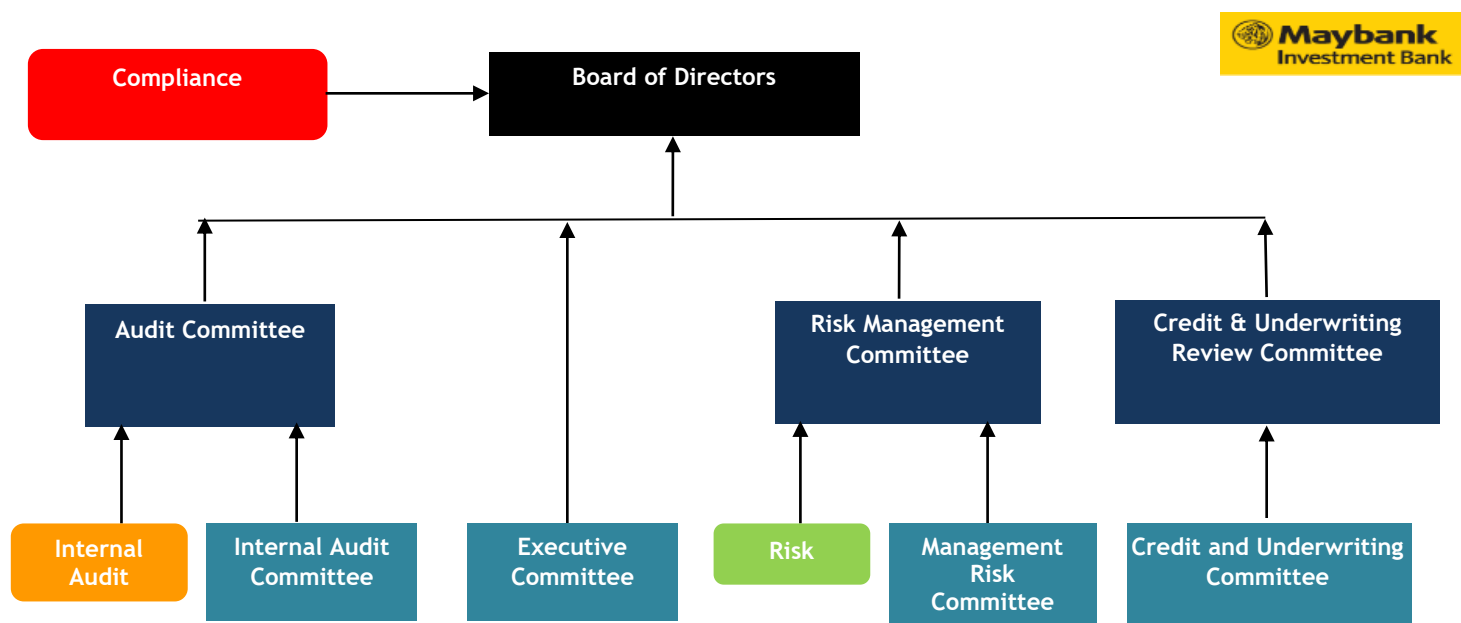 Maybank
Investment Bank
Compliance
Board of Directors
Audit Committee
Risk Management
Committee
Credit & Underwriting
Review Committee
Internal
Audit
Internal Audit
Committee
Executive
Committee
Risk
Management
Risk
Committee
Credit and Underwriting
Committee